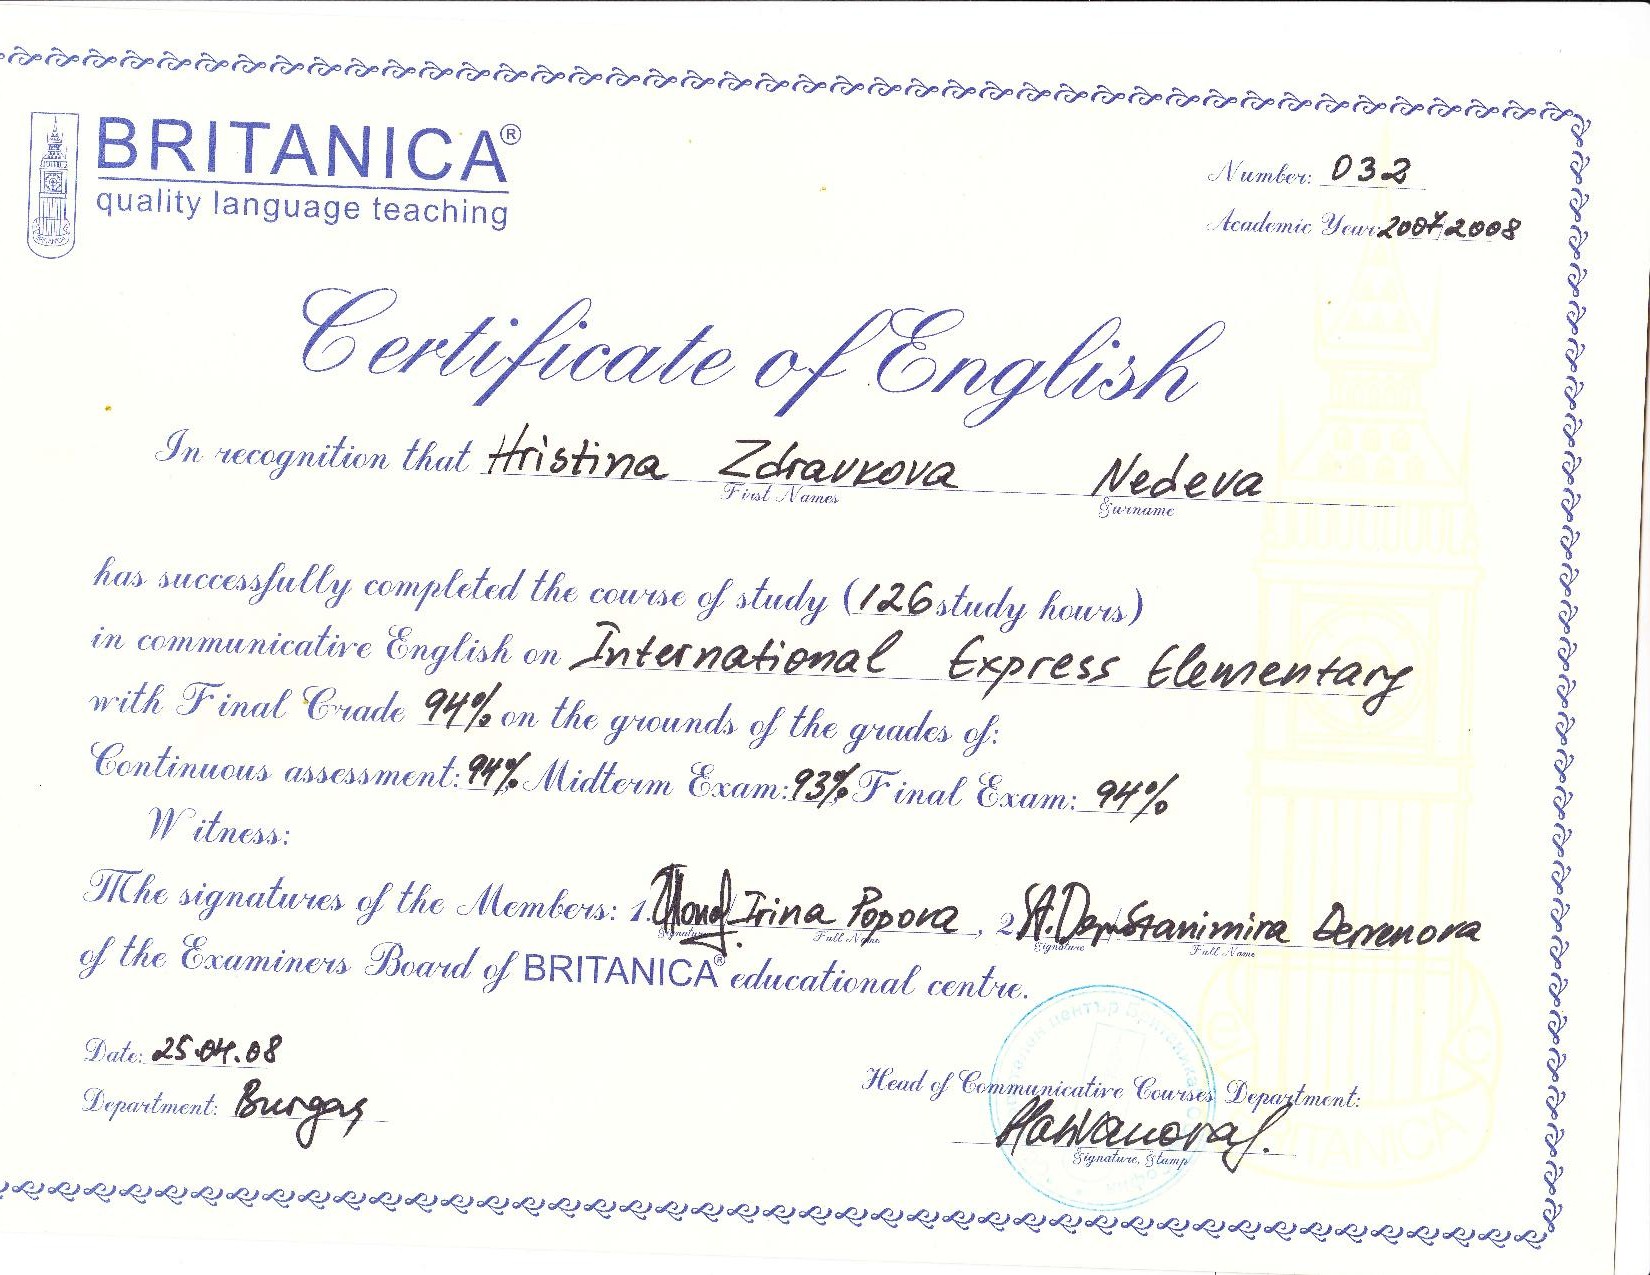 BRITANICA®
quality language teaching
Number: 032
Academic Year 2007/2008
Certificate of English
In recognition that Hristina Zdravkova Nedeva
First Names
Surname
has successfully completed the course of study (126 study hours)
in communicative English on International Express Elementary
with Final Grade 94% on the grounds of the grades of:
Continuous assessment: 94% Midterm Exam: 93% Final Exam: 94%
Witness:
The signatures of the Members: 1. Irina Popova, 2. Stanimira Derrenova
Signature Full Name Signature Full Name
of the Examiners Board of BRITANICA® educational centre.
Date: 25.04.08
Department: Burgas
Head of Communicative Courses Department:
Signature, Stamp